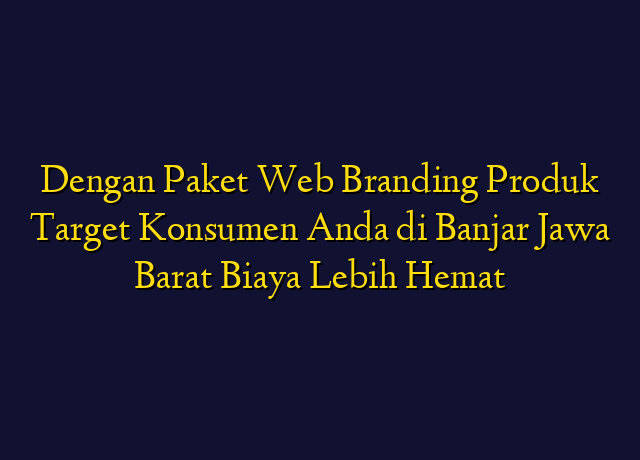 Dengan Paket Web Branding Produk
Target Konsumen Anda di Banjar Jawa
Barat Biaya Lebih Hemat